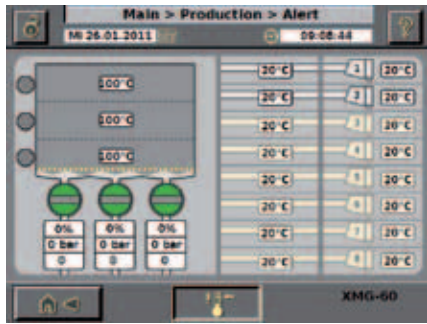 Main > Production > Alert
Mi 26.01.2011 09:08:44
100°C
100°C
100°C
0% 0% 0%
0 bar 0 bar 0 bar
0 0 0
20°C 1 20°C
20°C 2 20°C
20°C 3 20°C
20°C 4 20°C
20°C 5 20°C
20°C 6 20°C
20°C 7 20°C
20°C 8 20°C
XMG-60